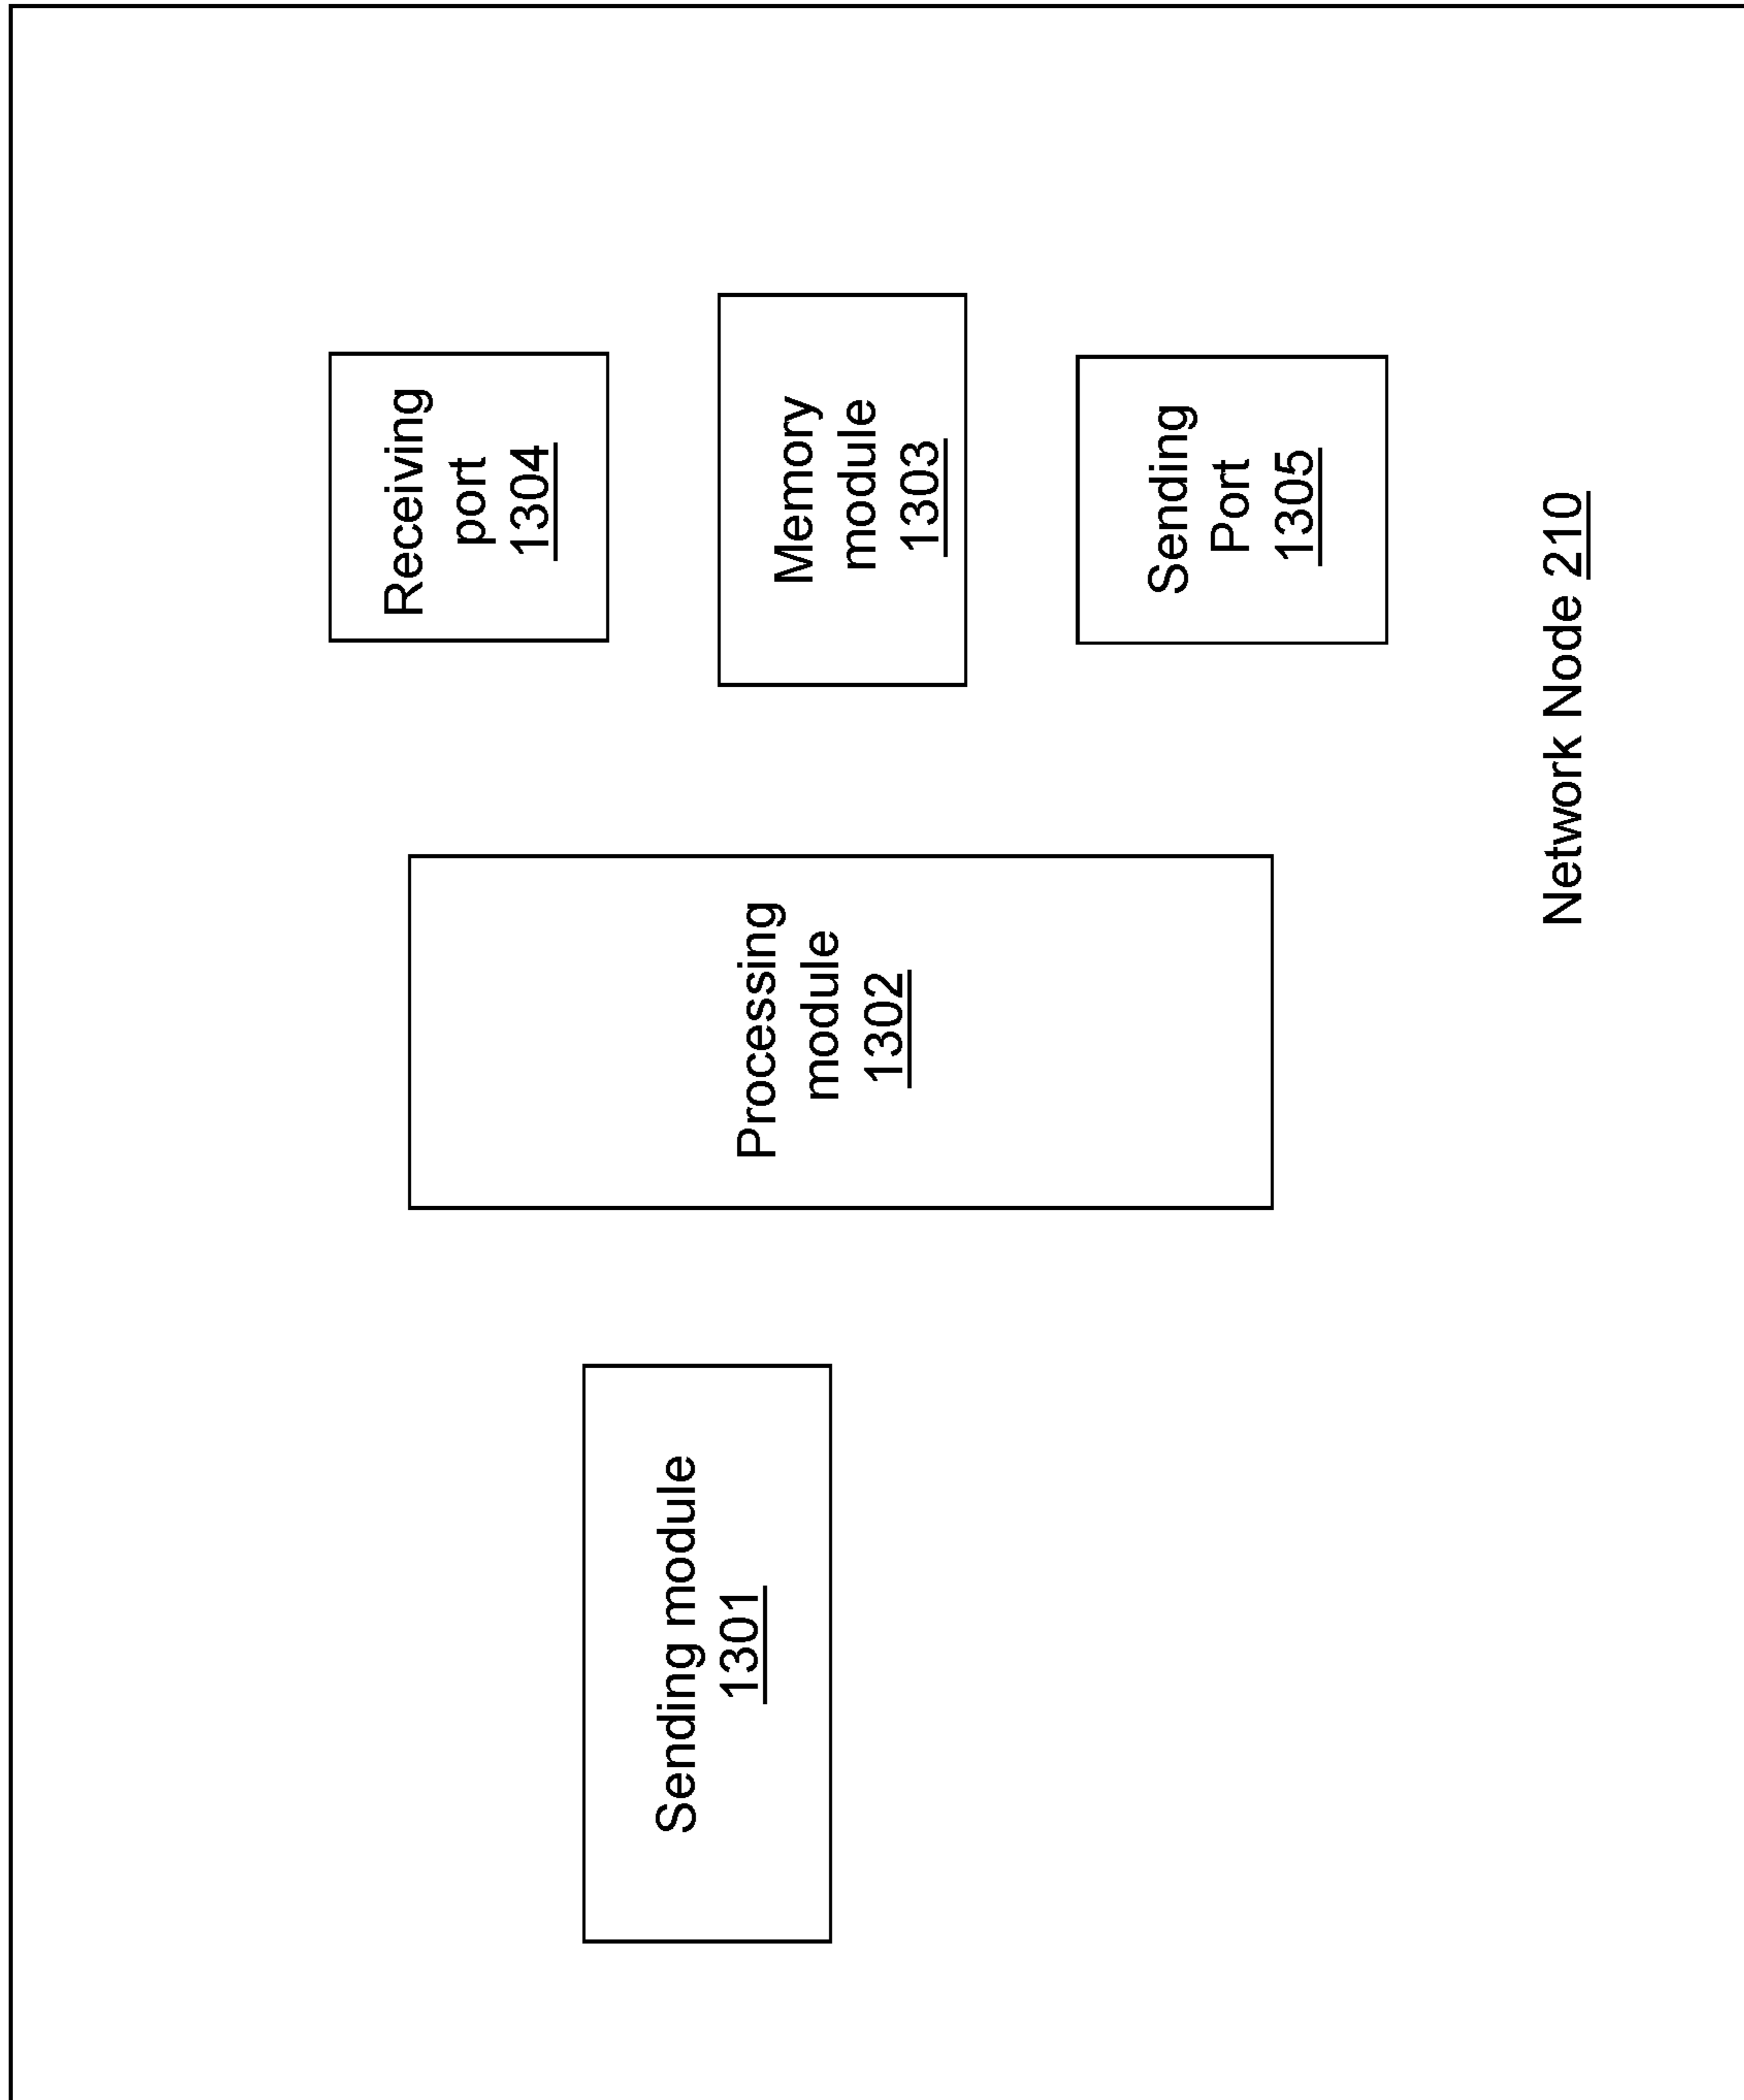 Sending module
1301
Processing
module
1302
Receiving
port
1304
Memory
module
1303
Sending
Port
1305
Network Node 210